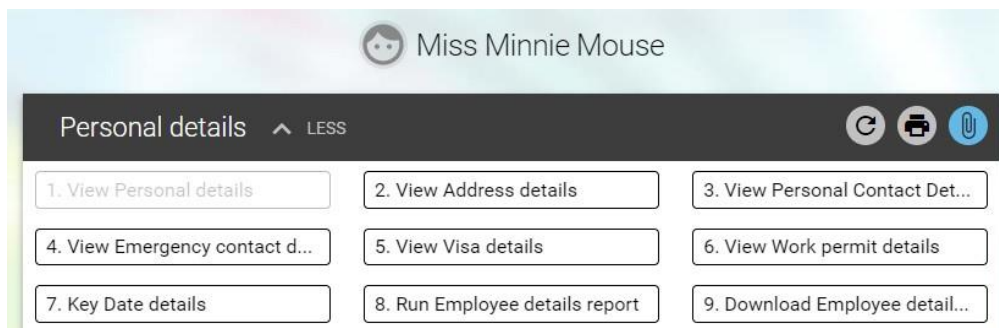 Miss Minnie Mouse
Personal details LESS
1. View Personal details
2. View Address details
3. View Personal Contact Det...
4. View Emergency contact d...
5. View Visa details
6. View Work permit details
7. Key Date details
8. Run Employee details report
9. Download Employee detail...